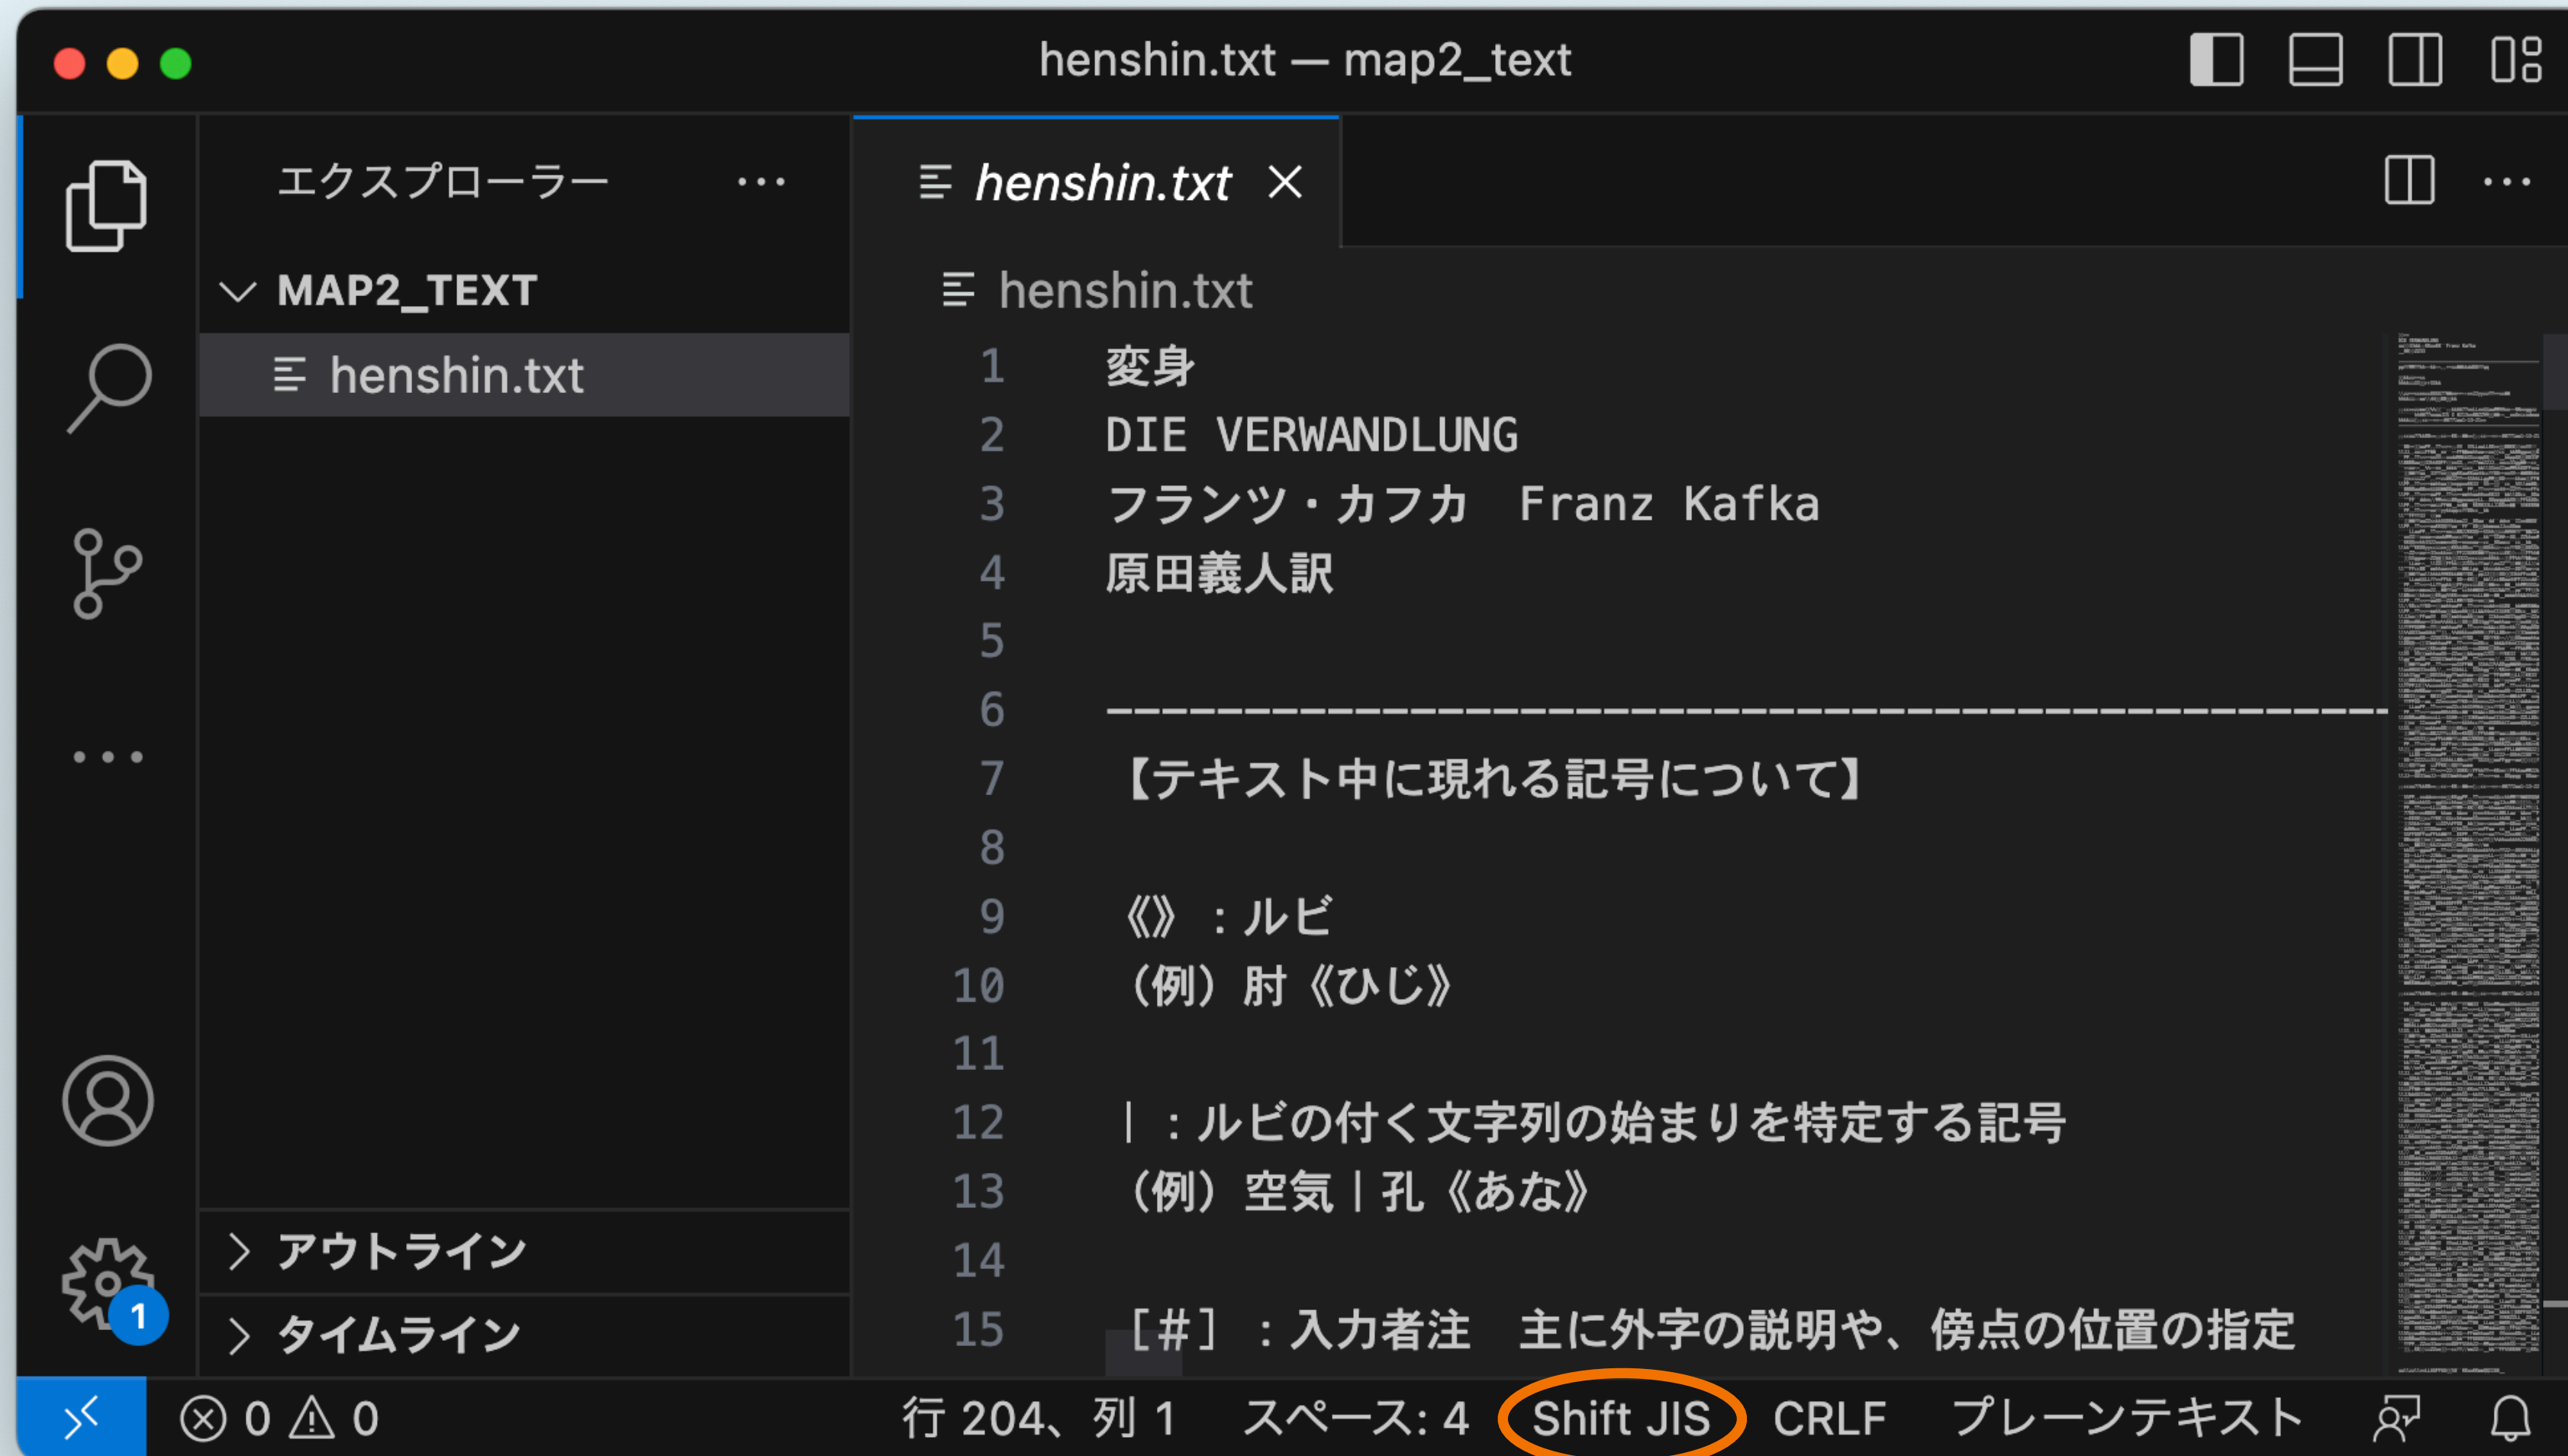 henshin.txt — map2_text
エクスプローラー
MAP2_TEXT
henshin.txt
アウトライン
タイムライン
henshin.txt
henshin.txt
1 変身
2 DIE VERWANDLUNG
3 フランツ・カフカ　Franz Kafka
4 原田義人訳
5
6 -------------------------------------------------------
7 【テキスト中に現れる記号について】
8
9 《》：ルビ
10 （例）肘《ひじ》
11
12 ｜：ルビの付く文字列の始まりを特定する記号
13 （例）空気｜孔《あな》
14
15 ［＃］：入力者注　主に外字の説明や、傍点の位置の指定
1
0 0 行 204、列 1 スペース: 4 Shift JIS CRLF プレーンテキスト